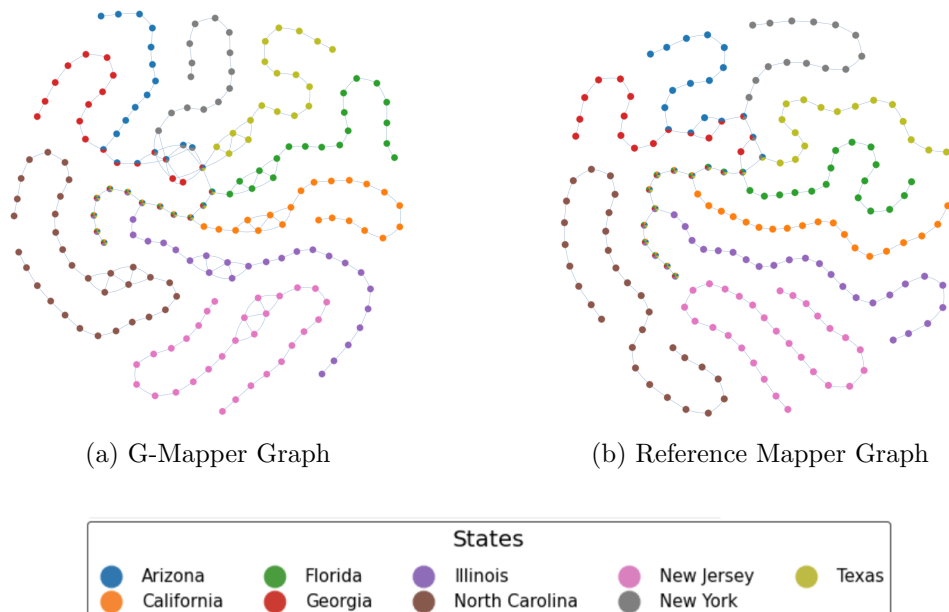 (a) G-Mapper Graph
(b) Reference Mapper Graph
States
Arizona Florida Illinois New Jersey Texas
California Georgia North Carolina New York